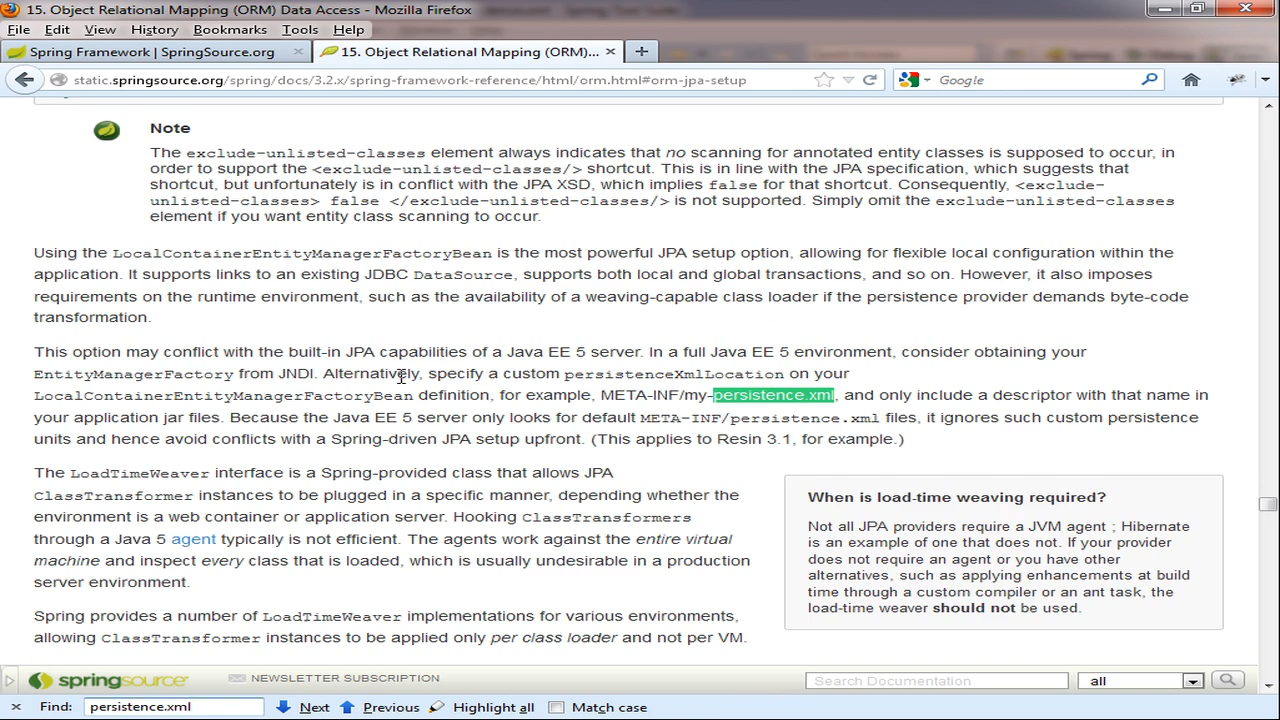 15. Object Relational Mapping (ORM) Data Access - Mozilla Firefox
File Edit View History Bookmarks Tools Help
Spring Framework | SpringSource.org × 15. Object Relational Mapping (ORM)... × +
static.springsource.org/spring/docs/3.2.x/spring-framework-reference/html/orm.html#orm-jpa-setup Google
Note
The exclude-unlisted-classes element always indicates that no scanning for annotated entity classes is supposed to occur, in
order to support the <exclude-unlisted-classes/> shortcut. This is in line with the JPA specification, which suggests that
shortcut, but unfortunately is in conflict with the JPA XSD, which implies false for that shortcut. Consequently, <exclude-
unlisted-classes> false </exclude-unlisted-classes/> is not supported. Simply omit the exclude-unlisted-classes
element if you want entity class scanning to occur.
Using the LocalContainerEntityManagerFactoryBean is the most powerful JPA setup option, allowing for flexible local configuration within the
application. It supports links to an existing JDBC DataSource, supports both local and global transactions, and so on. However, it also imposes
requirements on the runtime environment, such as the availability of a weaving-capable class loader if the persistence provider demands byte-code
transformation.
This option may conflict with the built-in JPA capabilities of a Java EE 5 server. In a full Java EE 5 environment, consider obtaining your
EntityManagerFactory from JNDI. Alternatively, specify a custom persistenceXmlLocation on your
LocalContainerEntityManagerFactoryBean definition, for example, META-INF/my-persistence.xml, and only include a descriptor with that name in
your application jar files. Because the Java EE 5 server only looks for default META-INF/persistence.xml files, it ignores such custom persistence
units and hence avoid conflicts with a Spring-driven JPA setup upfront. (This applies to Resin 3.1, for example.)
The LoadTimeWeaver interface is a Spring-provided class that allows JPA
ClassTransformer instances to be plugged in a specific manner, depending whether the
environment is a web container or application server. Hooking ClassTransformers
through a Java 5 agent typically is not efficient. The agents work against the entire virtual
machine and inspect every class that is loaded, which is usually undesirable in a production
server environment.
When is load-time weaving required?
Not all JPA providers require a JVM agent ; Hibernate
is an example of one that does not. If your provider
does not require an agent or you have other
alternatives, such as applying enhancements at build
time through a custom compiler or an ant task, the
load-time weaver should not be used.
Spring provides a number of LoadTimeWeaver implementations for various environments,
allowing ClassTransformer instances to be applied only per class loader and not per VM.
springsource NEWSLETTER SUBSCRIPTION Search Documentation all
× Find: persistence.xml Next Previous Highlight all Match case